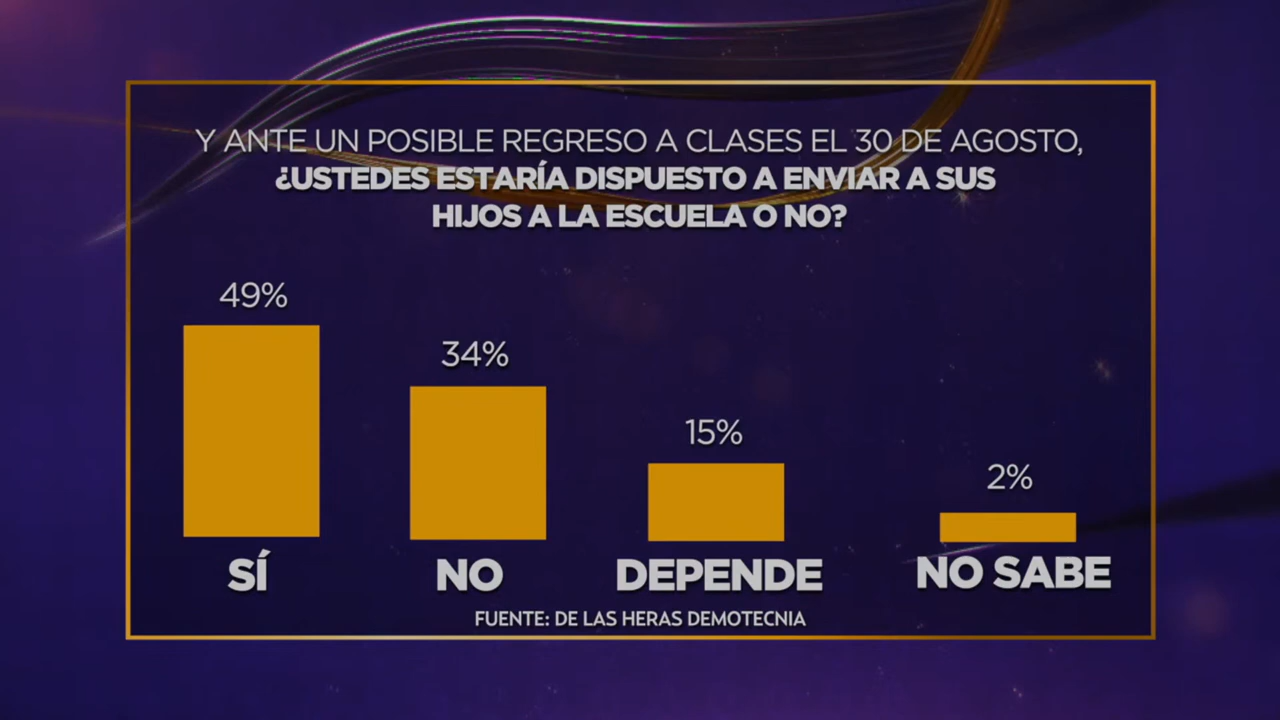 Y ANTE UN POSIBLE REGRESO A CLASES EL 30 DE AGOSTO,
¿USTEDES ESTARÍA DISPUESTO A ENVIAR A SUS
HIJOS A LA ESCUELA O NO?
49%
34%
15%
2%
SÍ
NO
DEPENDE
NO SABE
FUENTE: DE LAS HERAS DEMOTECNIA